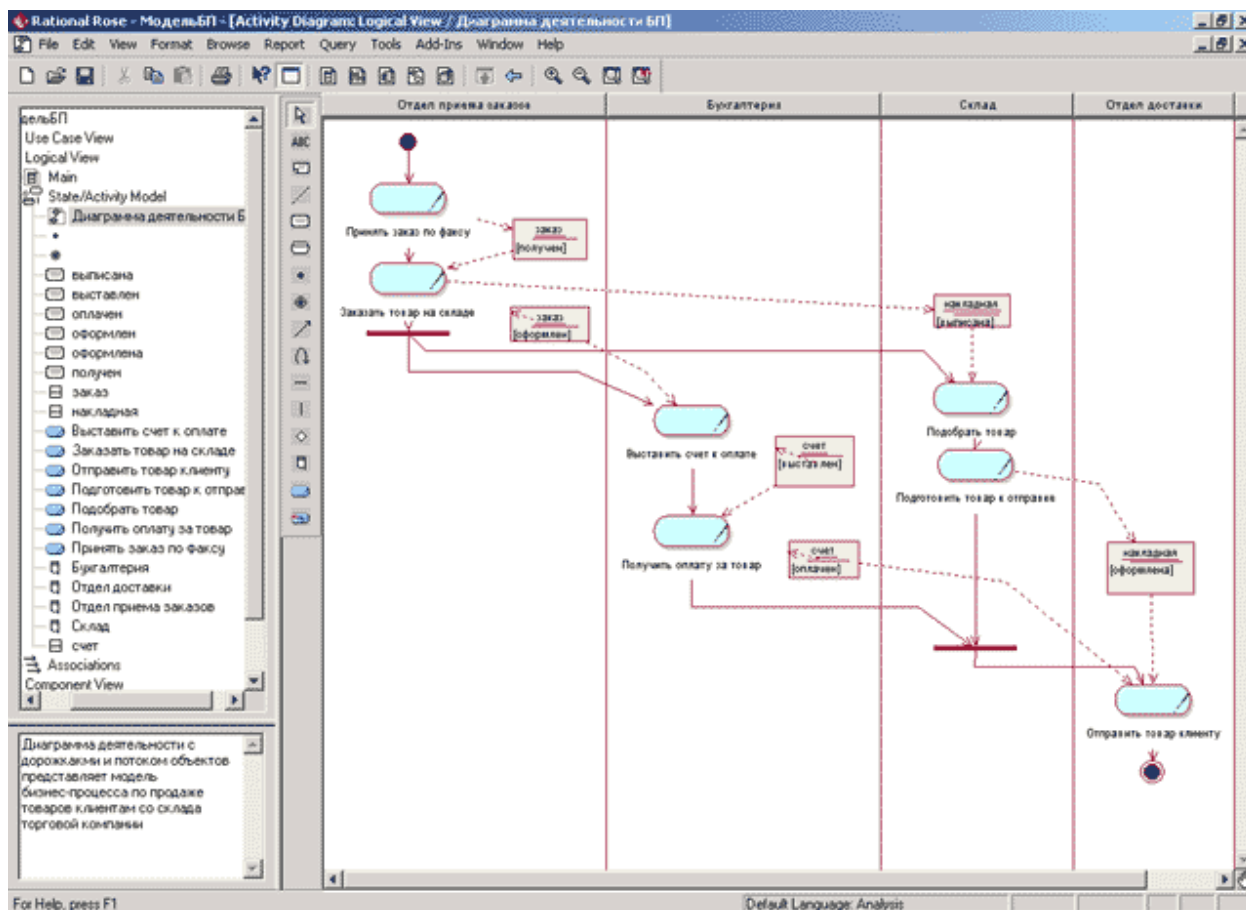 Rational Rose - МодельБП - [Activity Diagram: Logical View / Диаграмма деятельности БП]
File Edit View Format Browse Report Query Tools Add-Ins Window Help
дельБП
Use Case View
Logical View
Main
State/Activity Model
Диаграмма деятельности Б
выписана
выставлен
оплачен
оформлен
оформлена
получен
заказ
накладная
Выставить счет к оплате
Заказать товар на складе
Отправить товар клиенту
Подготовить товар к отправ
Подобрать товар
Получить оплату за товар
Принять заказ по факсу
Бухгалтерия
Отдел доставки
Отдел приема заказов
Склад
счет
Associations
Component View
Диаграмма деятельности с
дорожкакми и потоком объектов
представляет модель
бизнес-процесса по продаже
товаров клиентам со склада
торговой компании
ABC
Отдел приема заказов Бухгалтерия Склад Отдел доставки
Принять заказ по факсу
заказ
[получен]
Заказать товар на складе
заказ
[оформлен]
накладная
[выписана]
Выставить счет к оплате
Подобрать товар
счет
[выставлен]
Подготовить товар к отправке
Получить оплату за товар
счет
[оплачен]
накладная
[оформлена]
Отправить товар клиенту
For Help, press F1
Default Language: Analysis